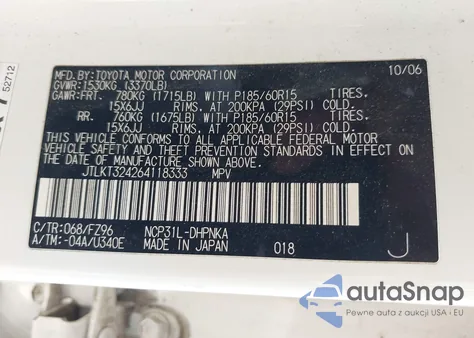 52712
MFD.BY:TOYOTA MOTOR CORPORATION 10/06
GVWR:1530KG (3370LB)
GAWR:FRT. 780KG (1715LB) WITH P185/60R15 TIRES.
15X6JJ RIMS. AT 200KPA (29PSI) COLD.
RR. 760KG (1675LB) WITH P185/60R15 TIRES.
15X6JJ RIMS. AT 200KPA (29PSI) COLD.
THIS VEHICLE CONFORMS TO ALL APPLICABLE FEDERAL MOTOR
VEHICLE SAFETY AND THEFT PREVENTION STANDARDS IN EFFECT ON
THE DATE OF MANUFACTURE SHOWN ABOVE.
JTLKT324264118333 MPV
C/TR:068/FZ96 NCP31L-DHPNKA
A/TM:-04A/U340E MADE IN JAPAN 018 J
autoSnap
Pewne auta z aukcji USA i EU